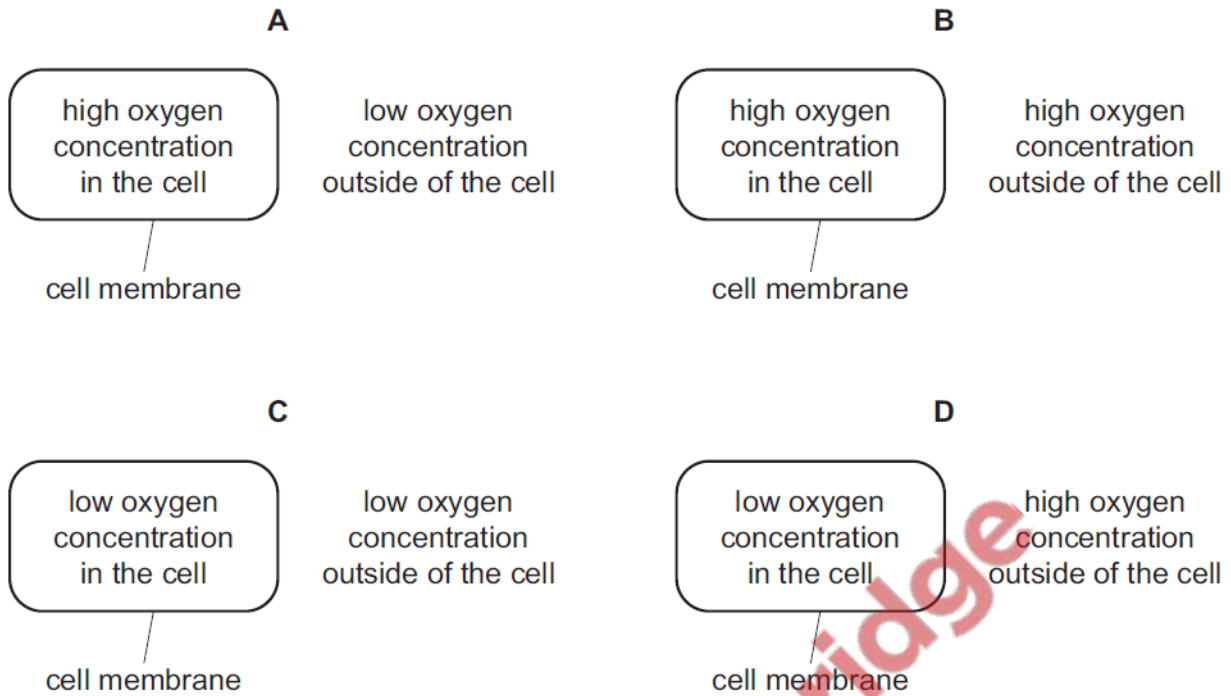 A
high oxygen
concentration
in the cell
low oxygen
concentration
outside of the cell
cell membrane
B
high oxygen
concentration
in the cell
high oxygen
concentration
outside of the cell
cell membrane
C
low oxygen
concentration
in the cell
low oxygen
concentration
outside of the cell
cell membrane
D
low oxygen
concentration
in the cell
high oxygen
concentration
outside of the cell
cell membrane
ridge